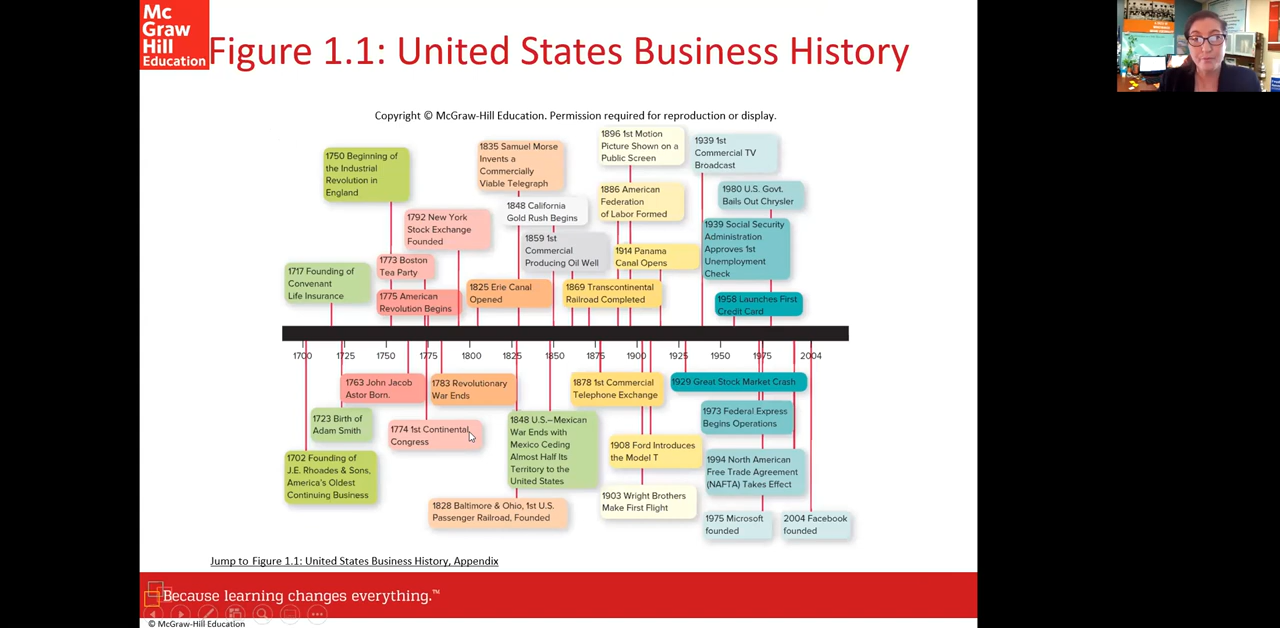 Mc
Graw
Hill
Education
Figure 1.1: United States Business History
Copyright © McGraw-Hill Education. Permission required for reproduction or display.
1750 Beginning of
the Industrial
Revolution in
England
1835 Samuel Morse
Invents a
Commercially
Viable Telegraph
1896 1st Motion
Picture Shown on a
Public Screen
1939 1st
Commercial TV
Broadcast
1886 American
Federation
of Labor Formed
1980 U.S. Govt.
Bails Out Chrysler
1792 New York
Stock Exchange
Founded
1848 California
Gold Rush Begins
1939 Social Security
Administration
Approves 1st
Unemployment
Check
1859 1st
Commercial
Producing Oil Well
1914 Panama
Canal Opens
1717 Founding of
Convenant
Life Insurance
1773 Boston
Tea Party
1775 American
Revolution Begins
1825 Erie Canal
Opened
1869 Transcontinental
Railroad Completed
1958 Launches First
Credit Card
1700 1725 1750 1775 1800 1825 1850 1875 1900 1925 1950 1975 2004
1763 John Jacob
Astor Born.
1783 Revolutionary
War Ends
1878 1st Commercial
Telephone Exchange
1929 Great Stock Market Crash
1723 Birth of
Adam Smith
1774 1st Continental
Congress
1848 U.S.–Mexican
War Ends with
Mexico Ceding
Almost Half Its
Territory to the
United States
1973 Federal Express
Begins Operations
1908 Ford Introduces
the Model T
1702 Founding of
J.E. Rhoades & Sons,
America's Oldest
Continuing Business
1994 North American
Free Trade Agreement
(NAFTA) Takes Effect
1828 Baltimore & Ohio, 1st U.S.
Passenger Railroad, Founded
1903 Wright Brothers
Make First Flight
1975 Microsoft
founded
2004 Facebook
founded
Jump to Figure 1.1: United States Business History, Appendix
Because learning changes everything.™
© McGraw-Hill Education